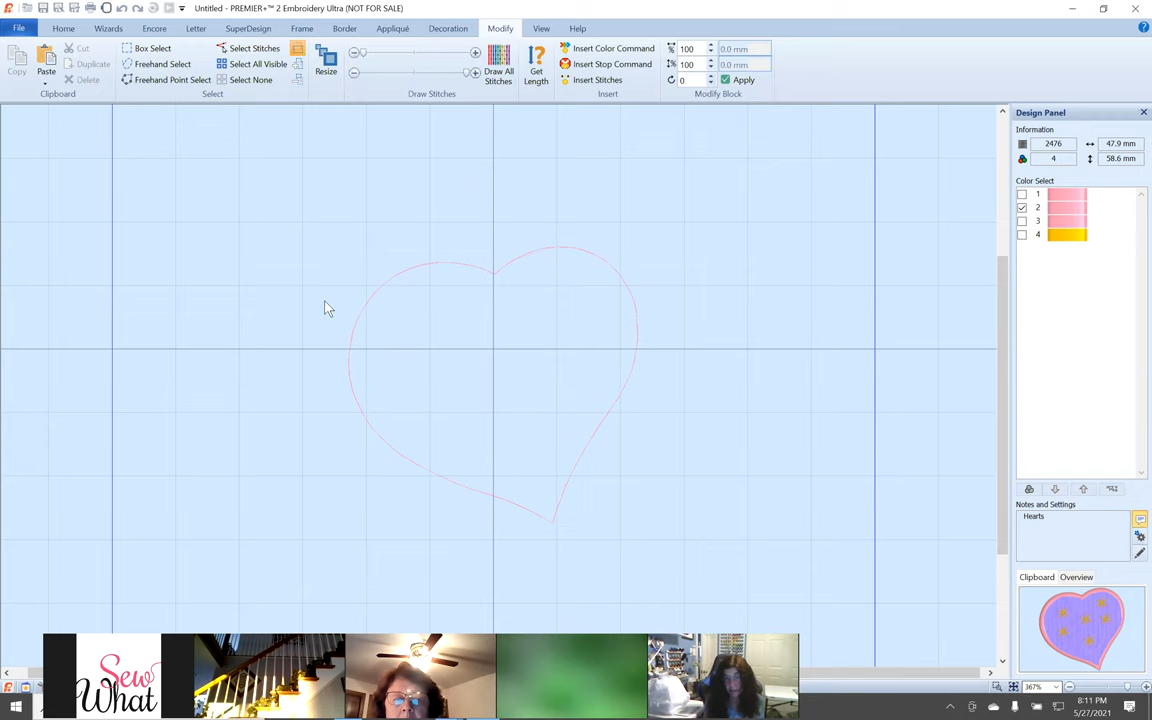 Untitled - PREMIER+™ 2 Embroidery Ultra (NOT FOR SALE)
File Home Wizards Encore Letter SuperDesign Frame Border Appliqué Decoration Modify View Help
Copy
Paste
Cut
Duplicate
Delete
Clipboard
Box Select
Freehand Select
Freehand Point Select
Select Stitches
Select All Visible
Select None
Select
Resize
Draw All
Stitches
Draw Stitches
Get
Length
Insert Color Command
Insert Stop Command
Insert Stitches
Insert
100 0.0 mm
100 0.0 mm
0 Apply
Modify Block
Design Panel
Information
2476 47.9 mm
4 58.6 mm
Color Select
1
2
3
4
Notes and Settings
Hearts
Clipboard Overview
367%
Sew
What
8:11 PM
5/27/2021